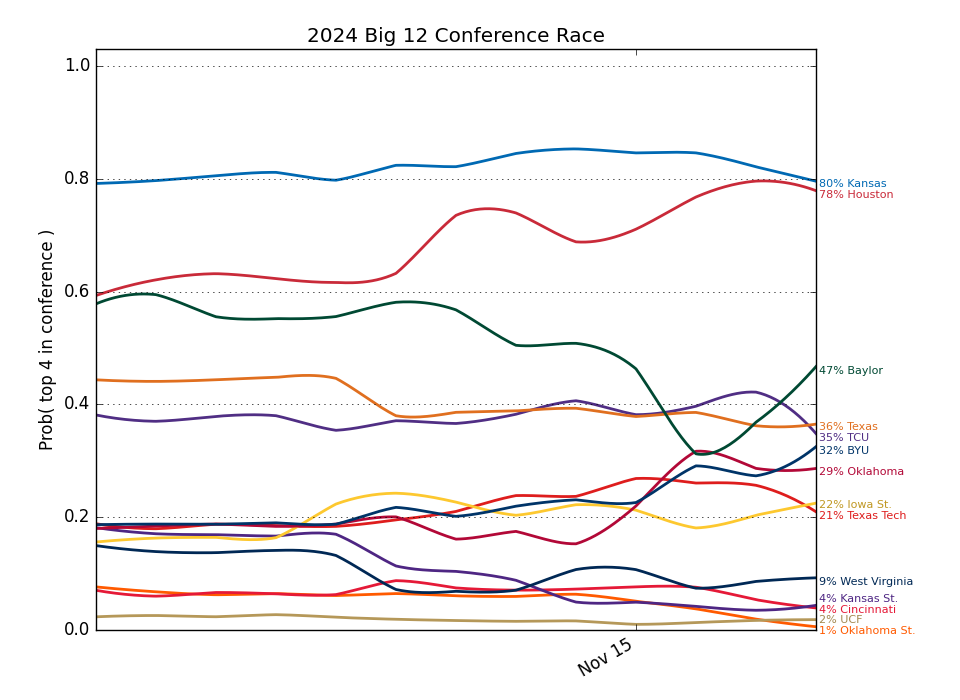 2024 Big 12 Conference Race
Prob( top 4 in conference )
1.0
0.8
0.6
0.4
0.2
0.0
Nov 15
80% Kansas
78% Houston
47% Baylor
36% Texas
35% TCU
32% BYU
29% Oklahoma
22% Iowa St.
21% Texas Tech
9% West Virginia
4% Kansas St.
4% Cincinnati
2% UCF
1% Oklahoma St.